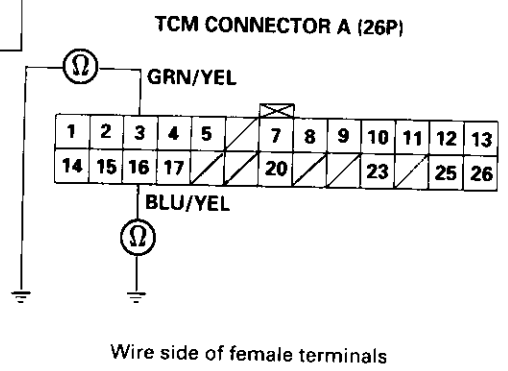 TCM CONNECTOR A (26P)
Ω
GRN/YEL
1 2 3 4 5 7 8 9 10 11 12 13
14 15 16 17 20 23 25 26
BLU/YEL
Ω
Wire side of female terminals